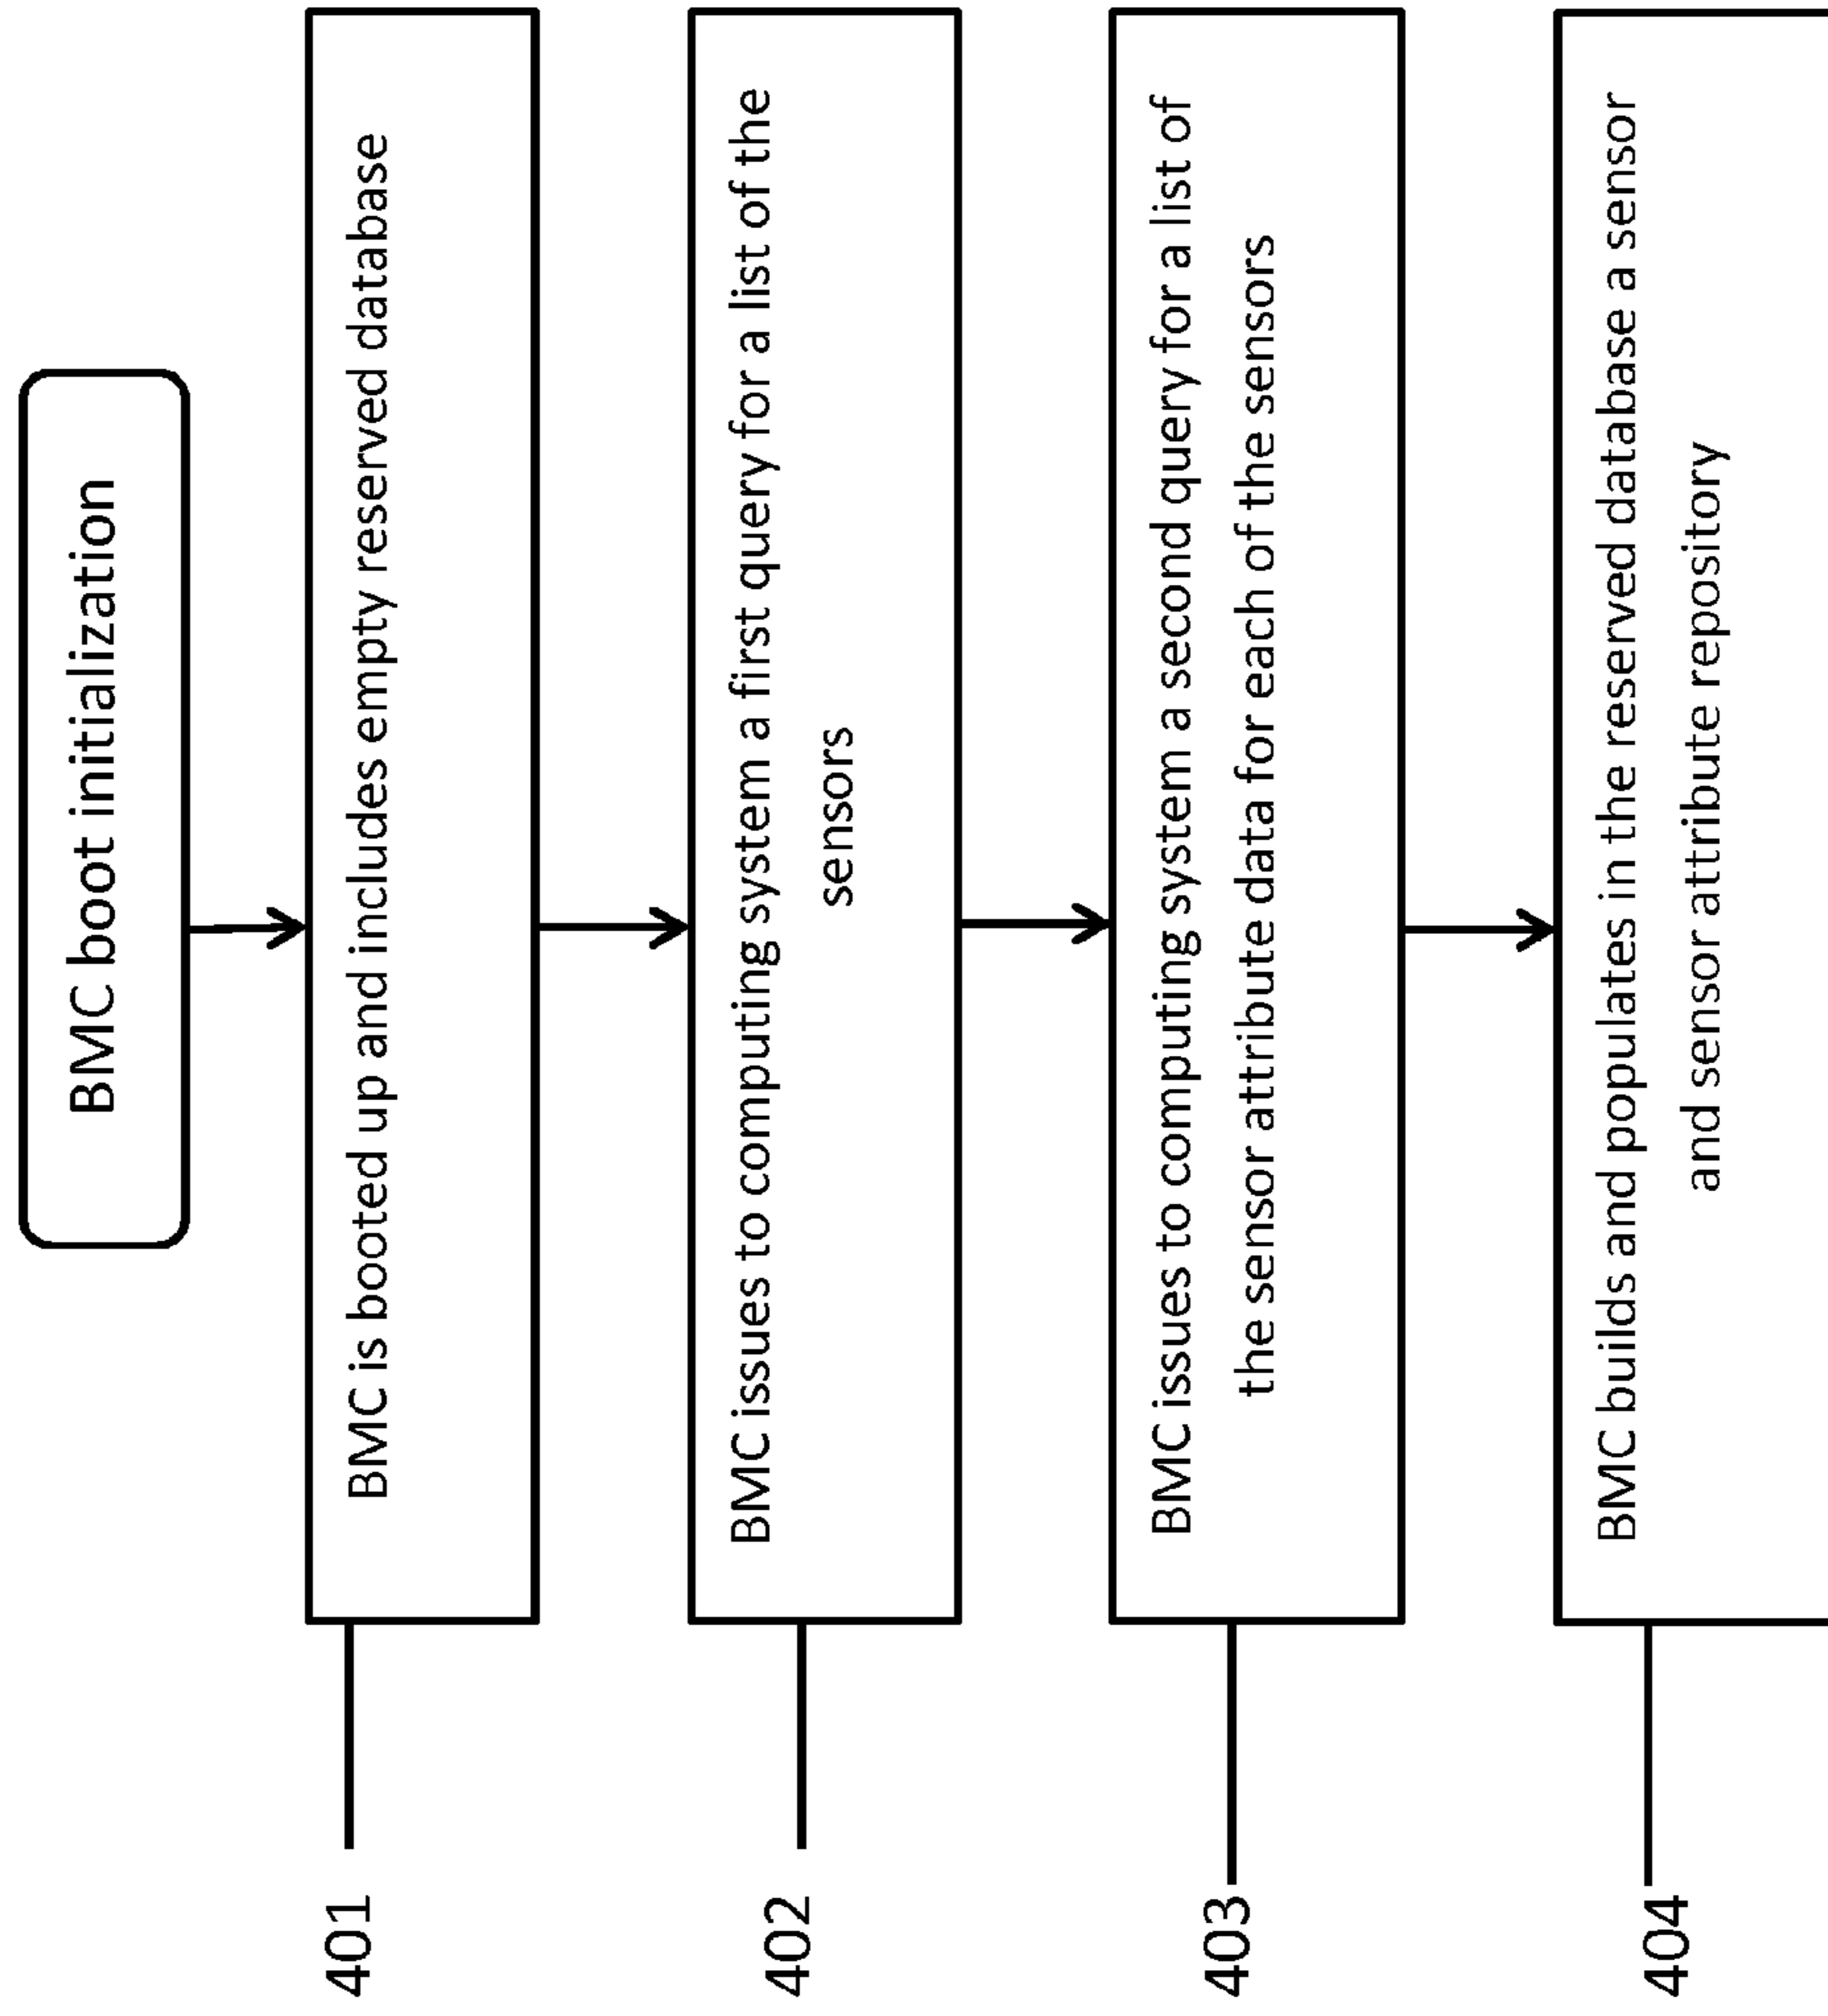 BMC boot initialization
401
BMC is booted up and includes empty reserved database
402
BMC issues to computing system a first query for a list of the
sensors
403
BMC issues to computing system a second query for a list of
the sensor attribute data for each of the sensors
404
BMC builds and populates in the reserved database a sensor
and sensor attribute repository